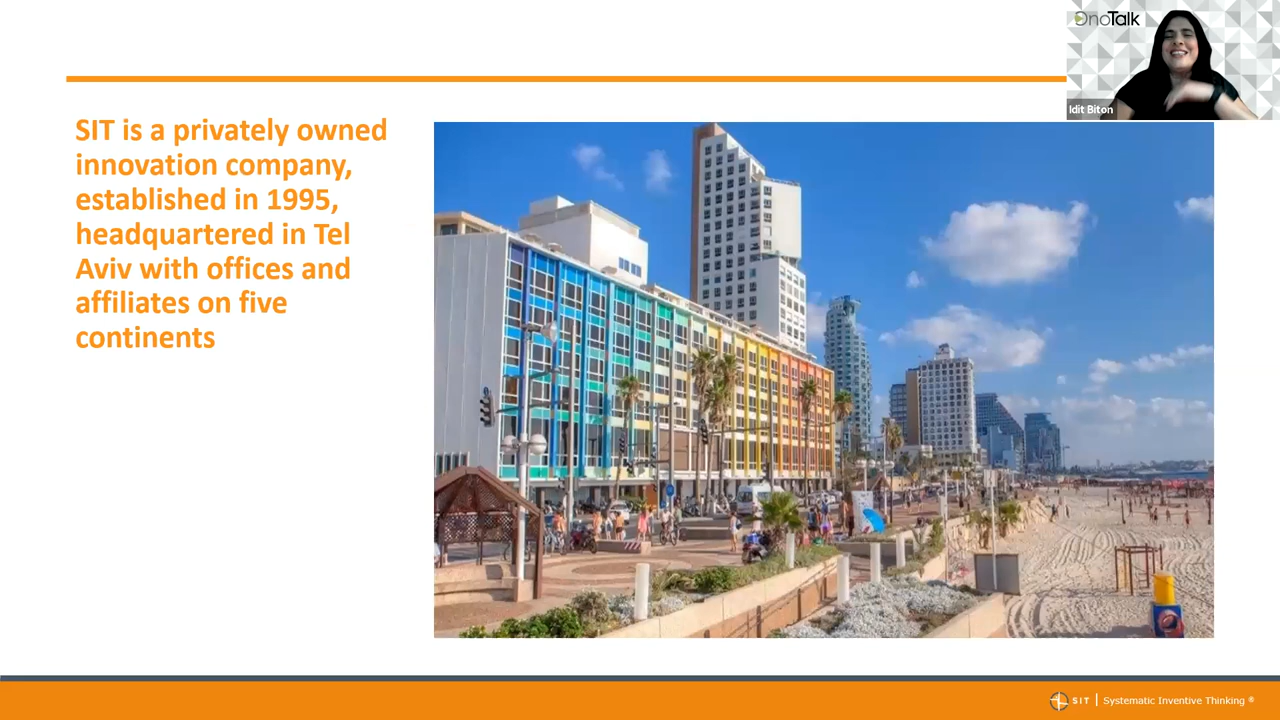 OnoTalk
Idit Biton
SIT is a privately owned
innovation company,
established in 1995,
headquartered in Tel
Aviv with offices and
affiliates on five
continents
SIT | Systematic Inventive Thinking ®